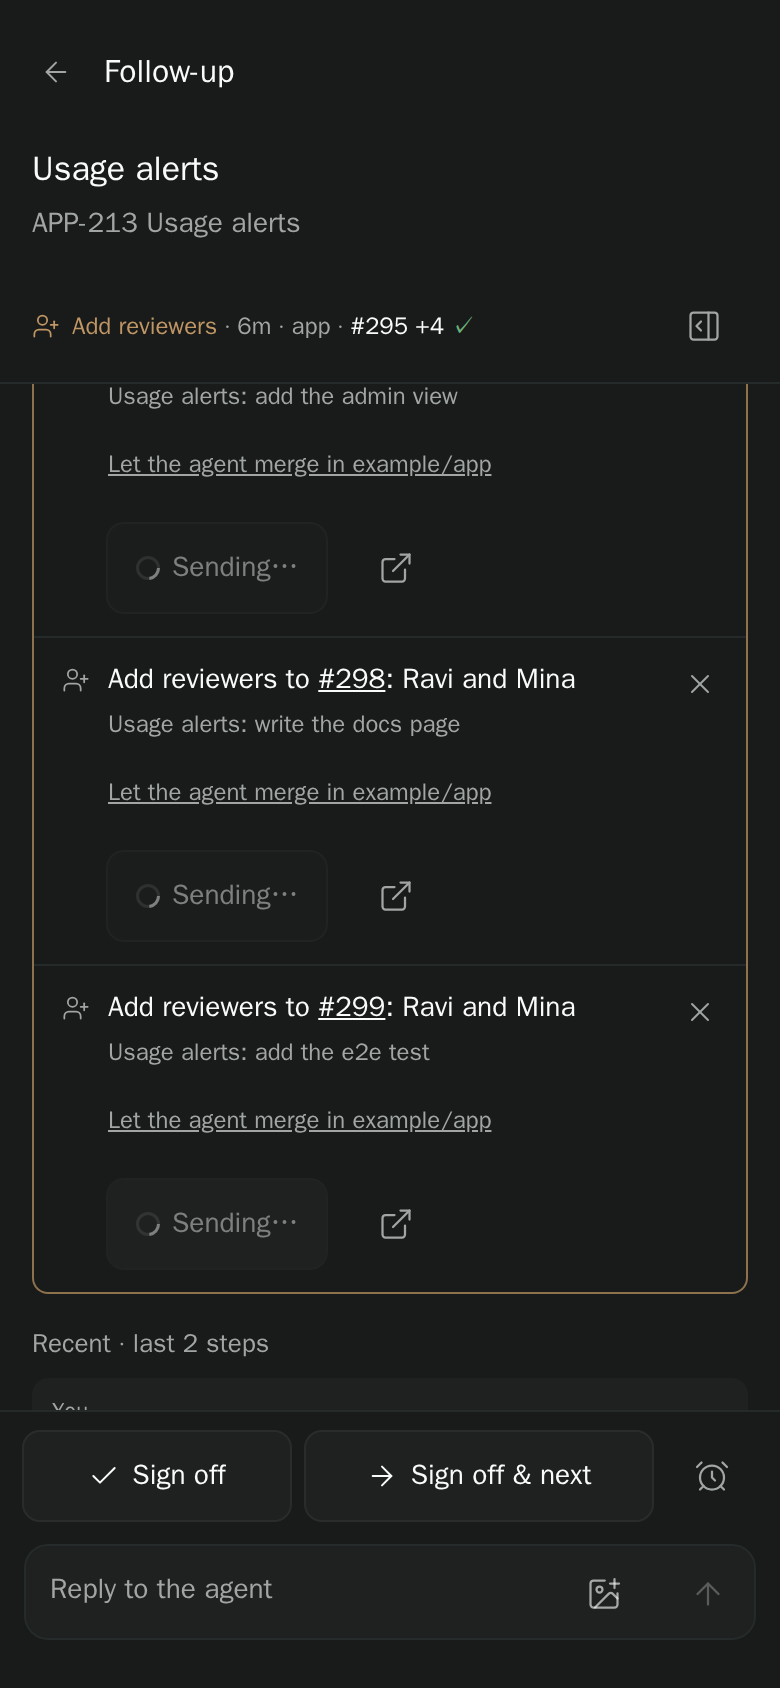 Follow-up
Usage alerts
APP-213 Usage alerts
Add reviewers · 6m · app · #295 +4 ✓
Usage alerts: add the admin view
Let the agent merge in example/app
Sending···
Add reviewers to #298: Ravi and Mina
Usage alerts: write the docs page
Let the agent merge in example/app
Sending···
Add reviewers to #299: Ravi and Mina
Usage alerts: add the e2e test
Let the agent merge in example/app
Sending···
Recent · last 2 steps
You
Sign off
Sign off & next
Reply to the agent